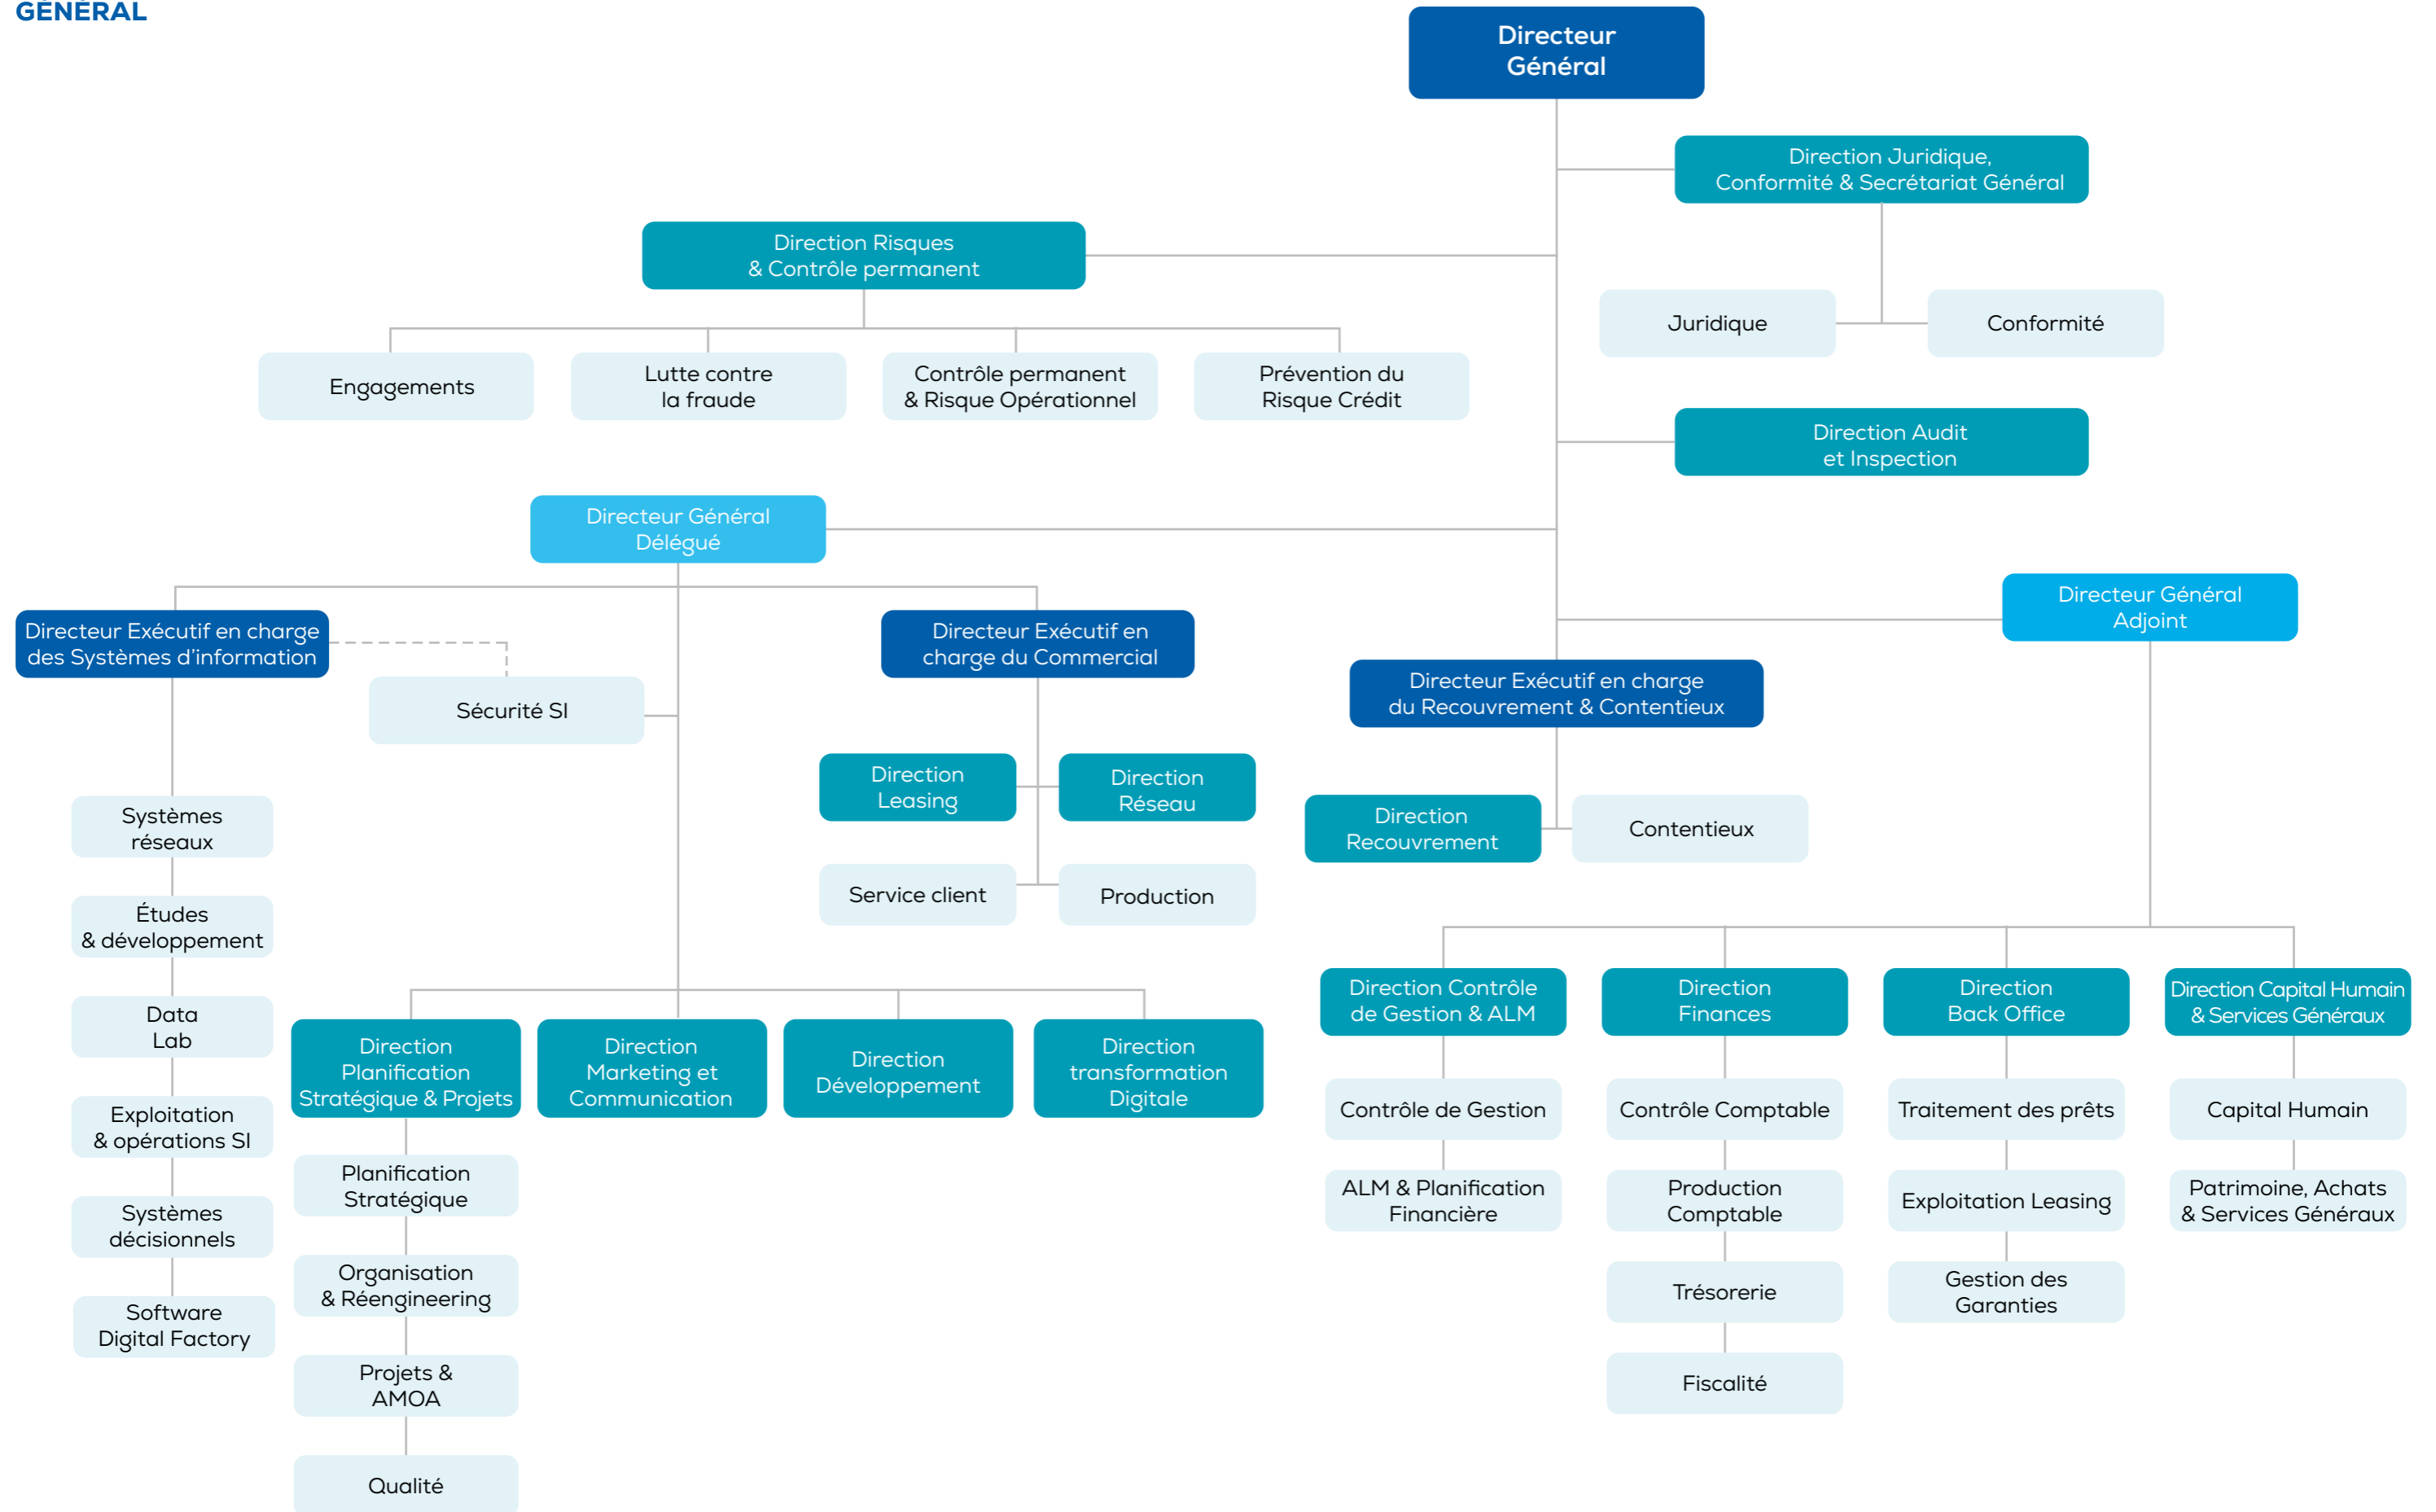 GÉNÉRAL
Directeur
Général
Direction Juridique,
Conformité & Secrétariat Général
Direction Risques
& Contrôle permanent
Juridique
Conformité
Engagements
Lutte contre
la fraude
Contrôle permanent
& Risque Opérationnel
Prévention du
Risque Crédit
Direction Audit
et Inspection
Directeur Général
Délégué
Directeur Général
Adjoint
Directeur Exécutif en charge
des Systèmes d’information
Sécurité SI
Directeur Exécutif en
charge du Commercial
Directeur Exécutif en charge
du Recouvrement & Contentieux
Direction
Leasing
Direction
Réseau
Service client
Production
Direction
Recouvrement
Contentieux
Systèmes
réseaux
Études
& développement
Data
Lab
Exploitation
& opérations SI
Systèmes
décisionnels
Software
Digital Factory
Direction
Planification
Stratégique & Projets
Direction
Marketing et
Communication
Direction
Développement
Direction
transformation
Digitale
Planification
Stratégique
Organisation
& Réengineering
Projets &
AMOA
Qualité
Direction Contrôle
de Gestion & ALM
Direction
Finances
Direction
Back Office
Direction Capital Humain
& Services Généraux
Contrôle de Gestion
ALM & Planification
Financière
Contrôle Comptable
Production
Comptable
Trésorerie
Fiscalité
Traitement des prêts
Exploitation Leasing
Gestion des
Garanties
Capital Humain
Patrimoine, Achats
& Services Généraux